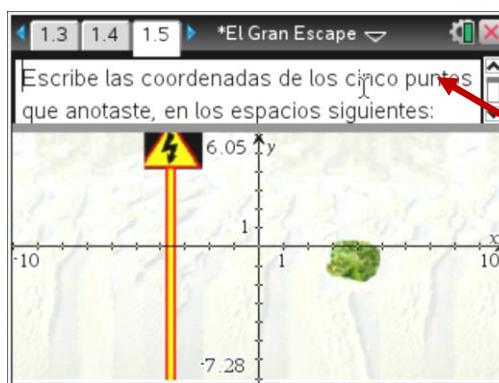 1.3 1.4 1.5 *El Gran Escape
Escribe las coordenadas de los cinco puntos
que anotaste, en los espacios siguientes:
6.05 y
1
x
-10 1 10
-7.28